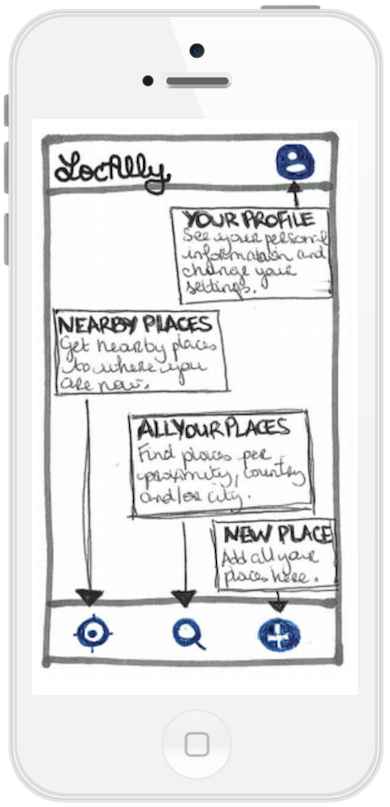 LocAlly
YOUR PROFILE
See your personal
information and
change your
settings.
NEARBY PLACES
Get nearby places
to where you
are now.
ALL YOUR PLACES
Find places per
proximity, country
and/or city.
NEW PLACE
Add all your
places here.